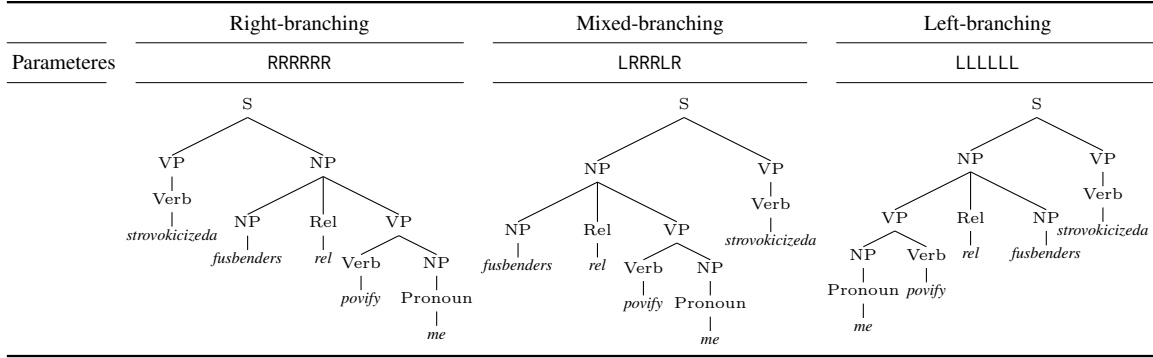 Right-branching Mixed-branching Left-branching
Parameteres RRRRRR LRRRLR LLLLLL
S S S
VP NP NP VP NP VP
Verb Verb Verb
strovokicizeda NP Rel VP NP Rel VP strovokicizeda VP Rel NP strovokicizeda
fusbenders rel Verb NP fusbenders rel Verb NP NP Verb rel fusbenders
povify Pronoun povify Pronoun Pronoun povify
me me me